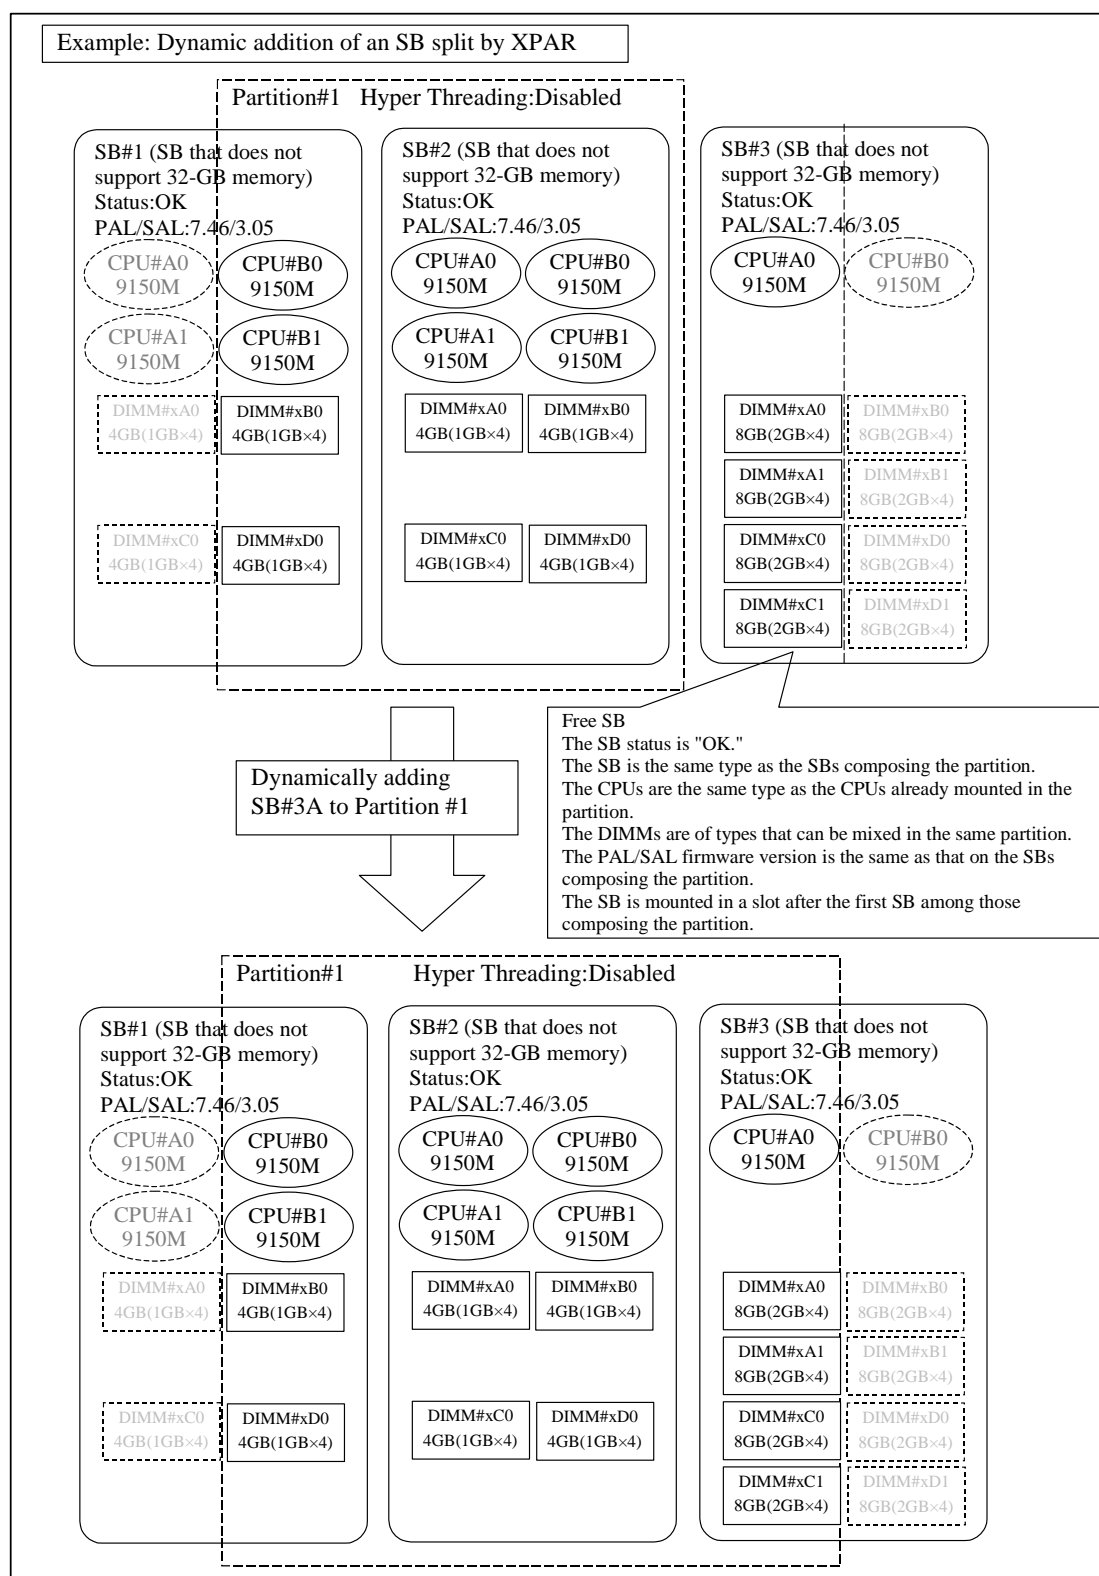 Example: Dynamic addition of an SB split by XPAR
Partition#1 Hyper Threading:Disabled
SB#1 (SB that does not
support 32-GB memory)
Status:OK
PAL/SAL:7.46/3.05
CPU#A0
9150M
CPU#B0
9150M
CPU#A1
9150M
CPU#B1
9150M
DIMM#xA0
4GB(1GB×4)
DIMM#xB0
4GB(1GB×4)
DIMM#xC0
4GB(1GB×4)
DIMM#xD0
4GB(1GB×4)
SB#2 (SB that does not
support 32-GB memory)
Status:OK
PAL/SAL:7.46/3.05
CPU#A0
9150M
CPU#B0
9150M
CPU#A1
9150M
CPU#B1
9150M
DIMM#xA0
4GB(1GB×4)
DIMM#xB0
4GB(1GB×4)
DIMM#xC0
4GB(1GB×4)
DIMM#xD0
4GB(1GB×4)
SB#3 (SB that does not
support 32-GB memory)
Status:OK
PAL/SAL:7.46/3.05
CPU#A0
9150M
CPU#B0
9150M
DIMM#xA0
8GB(2GB×4)
DIMM#xB0
8GB(2GB×4)
DIMM#xA1
8GB(2GB×4)
DIMM#xB1
8GB(2GB×4)
DIMM#xC0
8GB(2GB×4)
DIMM#xD0
8GB(2GB×4)
DIMM#xC1
8GB(2GB×4)
DIMM#xD1
8GB(2GB×4)
Dynamically adding
SB#3A to Partition #1
Free SB
The SB status is "OK."
The SB is the same type as the SBs composing the partition.
The CPUs are the same type as the CPUs already mounted in the
partition.
The DIMMs are of types that can be mixed in the same partition.
The PAL/SAL firmware version is the same as that on the SBs
composing the partition.
The SB is mounted in a slot after the first SB among those
composing the partition.
Partition#1 Hyper Threading:Disabled
SB#1 (SB that does not
support 32-GB memory)
Status:OK
PAL/SAL:7.46/3.05
CPU#A0
9150M
CPU#B0
9150M
CPU#A1
9150M
CPU#B1
9150M
DIMM#xA0
4GB(1GB×4)
DIMM#xB0
4GB(1GB×4)
DIMM#xC0
4GB(1GB×4)
DIMM#xD0
4GB(1GB×4)
SB#2 (SB that does not
support 32-GB memory)
Status:OK
PAL/SAL:7.46/3.05
CPU#A0
9150M
CPU#B0
9150M
CPU#A1
9150M
CPU#B1
9150M
DIMM#xA0
4GB(1GB×4)
DIMM#xB0
4GB(1GB×4)
DIMM#xC0
4GB(1GB×4)
DIMM#xD0
4GB(1GB×4)
SB#3 (SB that does not
support 32-GB memory)
Status:OK
PAL/SAL:7.46/3.05
CPU#A0
9150M
CPU#B0
9150M
DIMM#xA0
8GB(2GB×4)
DIMM#xB0
8GB(2GB×4)
DIMM#xA1
8GB(2GB×4)
DIMM#xB1
8GB(2GB×4)
DIMM#xC0
8GB(2GB×4)
DIMM#xD0
8GB(2GB×4)
DIMM#xC1
8GB(2GB×4)
DIMM#xD1
8GB(2GB×4)